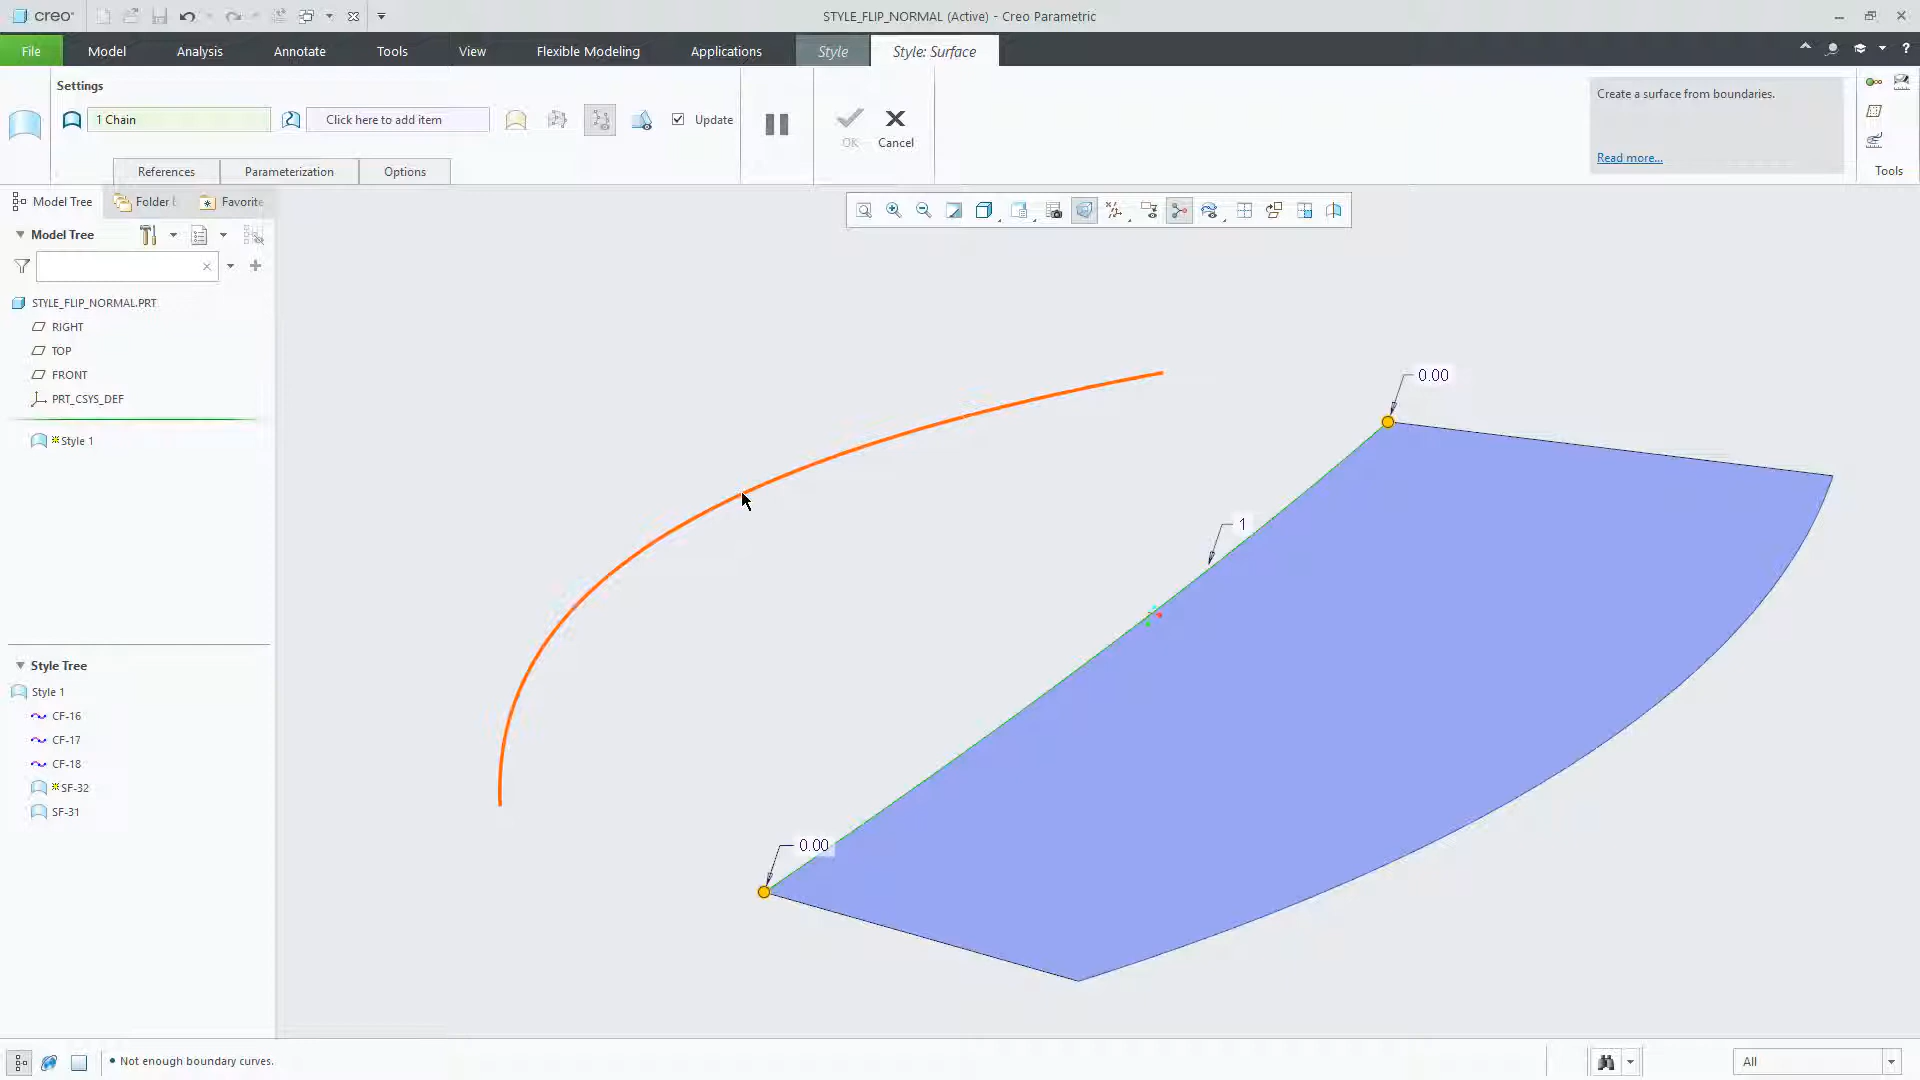 creo
STYLE_FLIP_NORMAL (Active) - Creo Parametric
File
Model
Analysis
Annotate
Tools
View
Flexible Modeling
Applications
Style
Style: Surface
Settings
1 Chain
Click here to add item
Update
OK
Cancel
Create a surface from boundaries.
Read more...
Tools
References
Parameterization
Options
Model Tree
Folder
Favorite
Model Tree
STYLE_FLIP_NORMAL.PRT
RIGHT
TOP
FRONT
PRT_CSYS_DEF
Style 1
0.00
1
0.00
Style Tree
Style 1
CF-16
CF-17
CF-18
SF-32
SF-31
Not enough boundary curves.
All